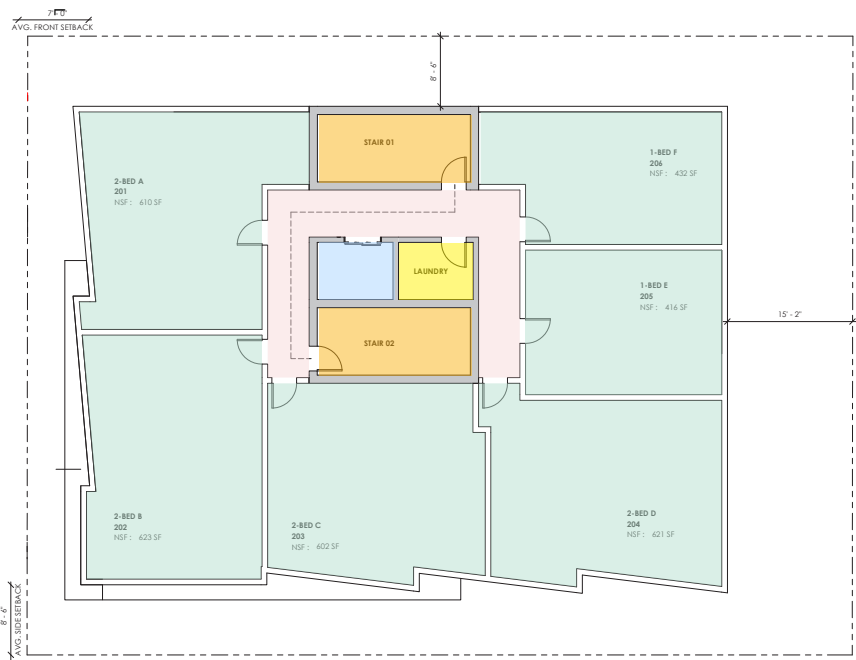 7'-0"
AVG. FRONT SETBACK
8' - 6"
STAIR 01
1-BED F
206
NSF : 432 SF
2-BED A
201
NSF : 610 SF
LAUNDRY
1-BED E
205
NSF : 416 SF
15' - 2"
STAIR 02
2-BED B
202
NSF : 623 SF
2-BED C
203
NSF : 602 SF
2-BED D
204
NSF : 621 SF
8' - 6"
AVG. SIDE SETBACK